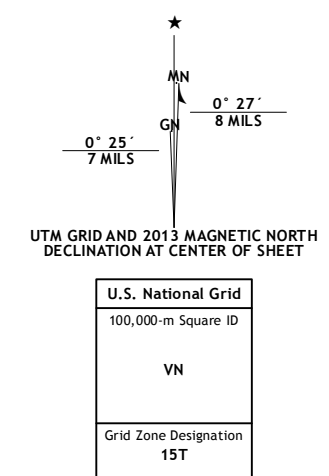 ★
MN
0° 27´
8 MILS
GN
0° 25´
7 MILS
UTM GRID AND 2013 MAGNETIC NORTH
DECLINATION AT CENTER OF SHEET
U.S. National Grid
100,000-m Square ID
VN
Grid Zone Designation
15T